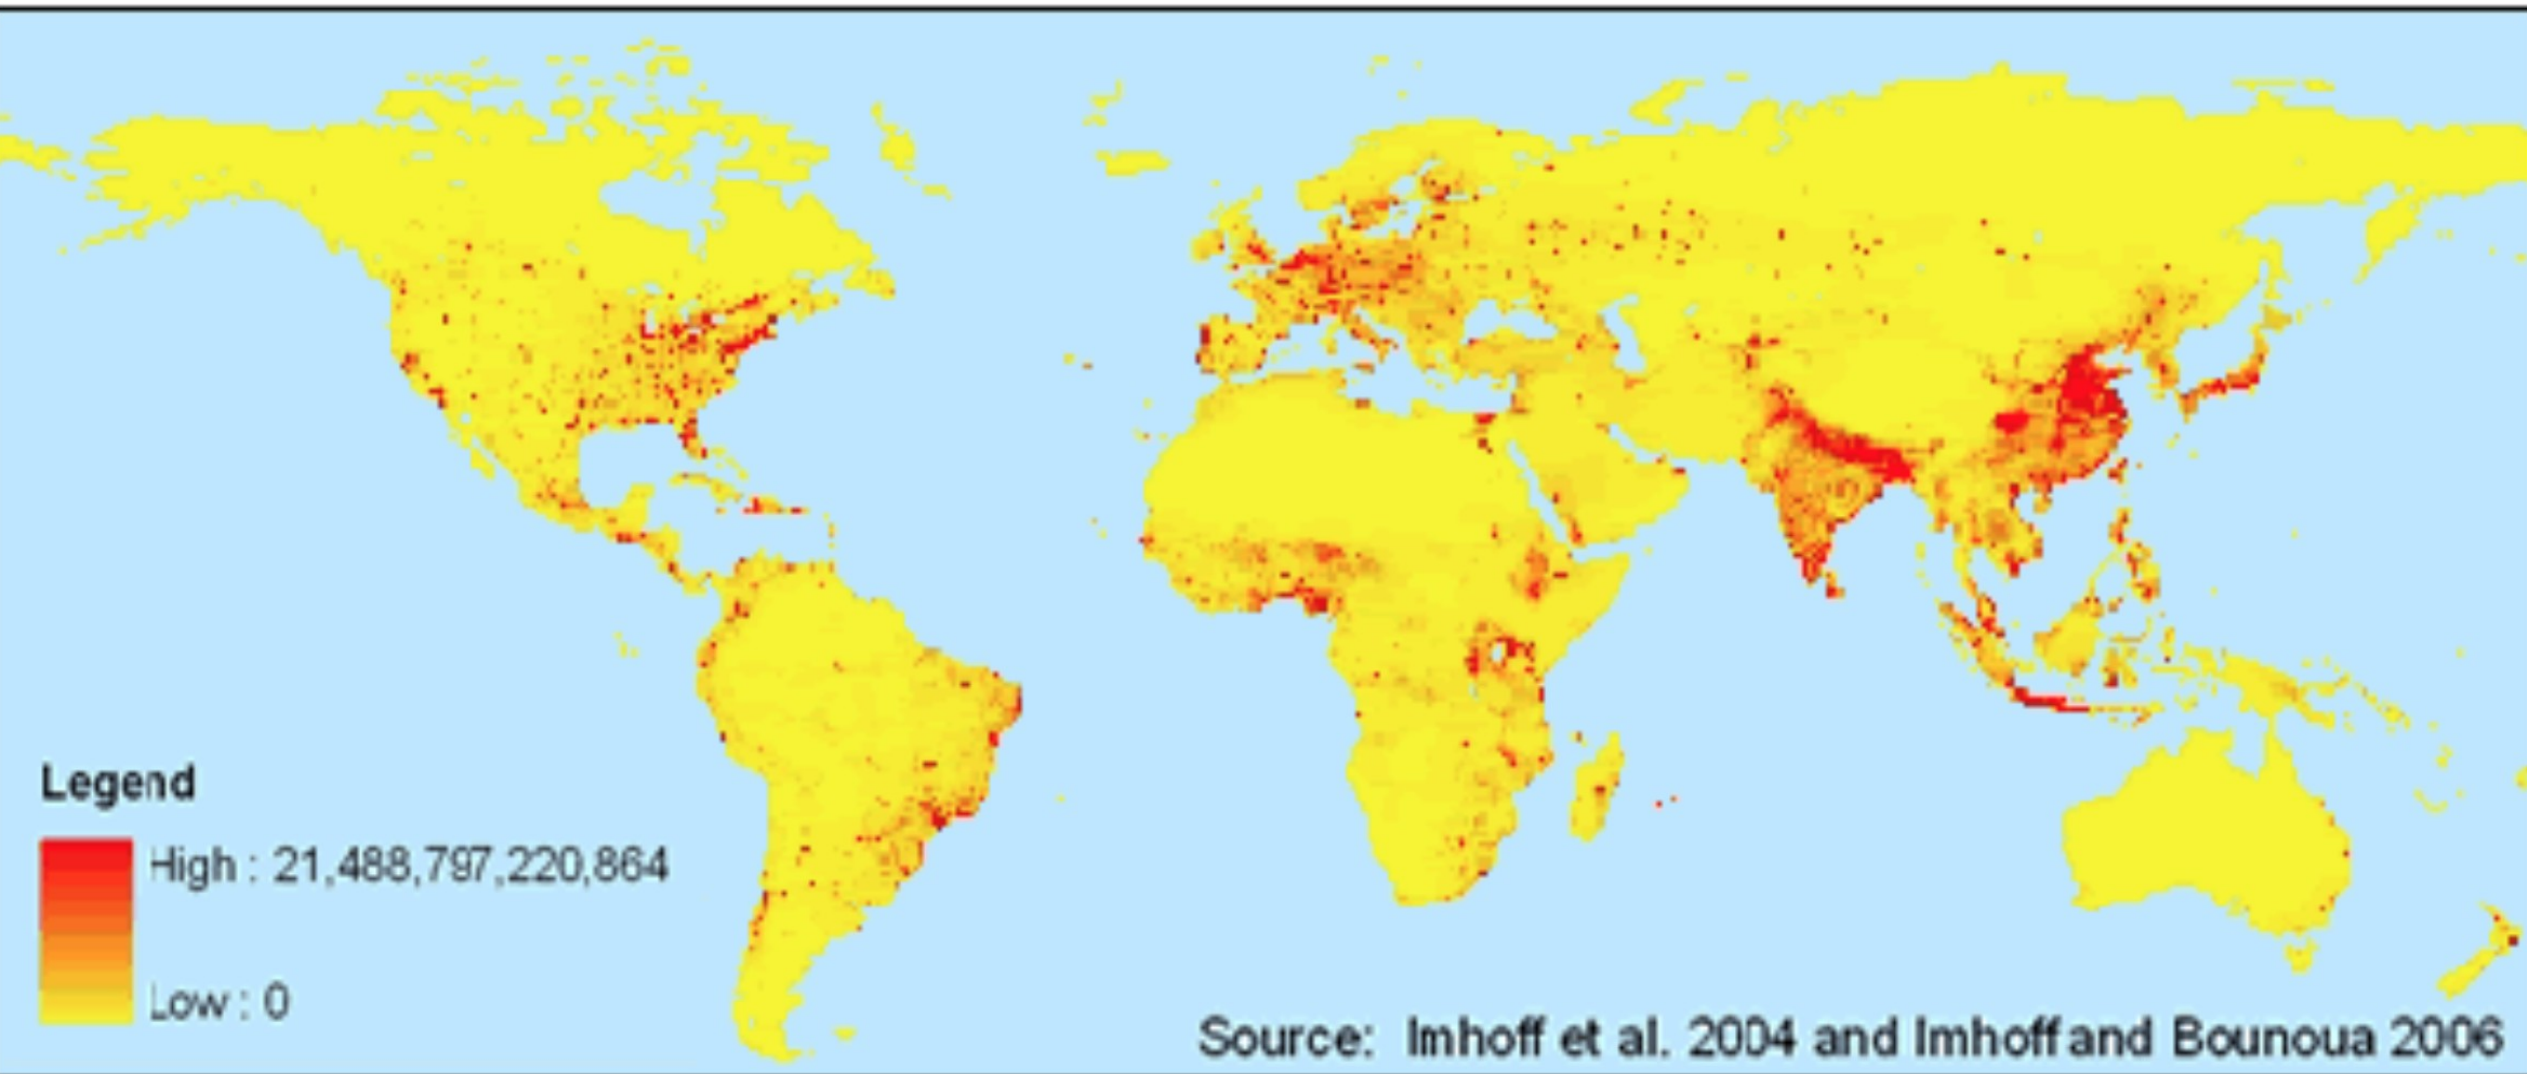 Legend
High : 21,488,797,220,864
Low : 0
Source: Imhoff et al. 2004 and Imhoff and Bounoua 2006